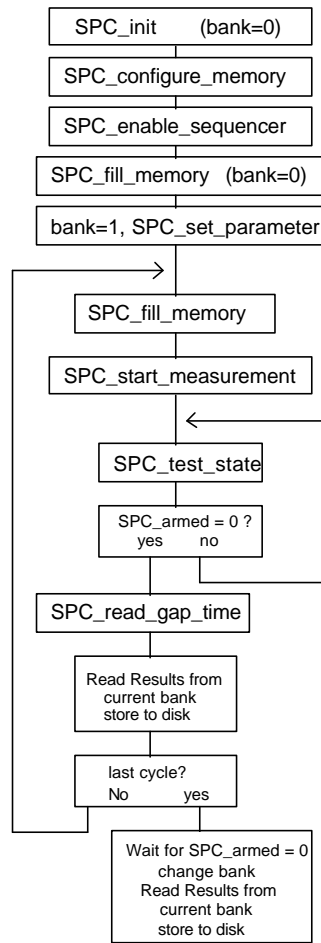 SPC_init (bank=0)
SPC_configure_memory
SPC_enable_sequencer
SPC_fill_memory (bank=0)
bank=1, SPC_set_parameter
SPC_fill_memory
SPC_start_measurement
SPC_test_state
SPC_armed = 0 ?
yes no
SPC_read_gap_time
Read Results from
current bank
store to disk
last cycle?
No yes
Wait for SPC_armed = 0
change bank
Read Results from
current bank
store to disk